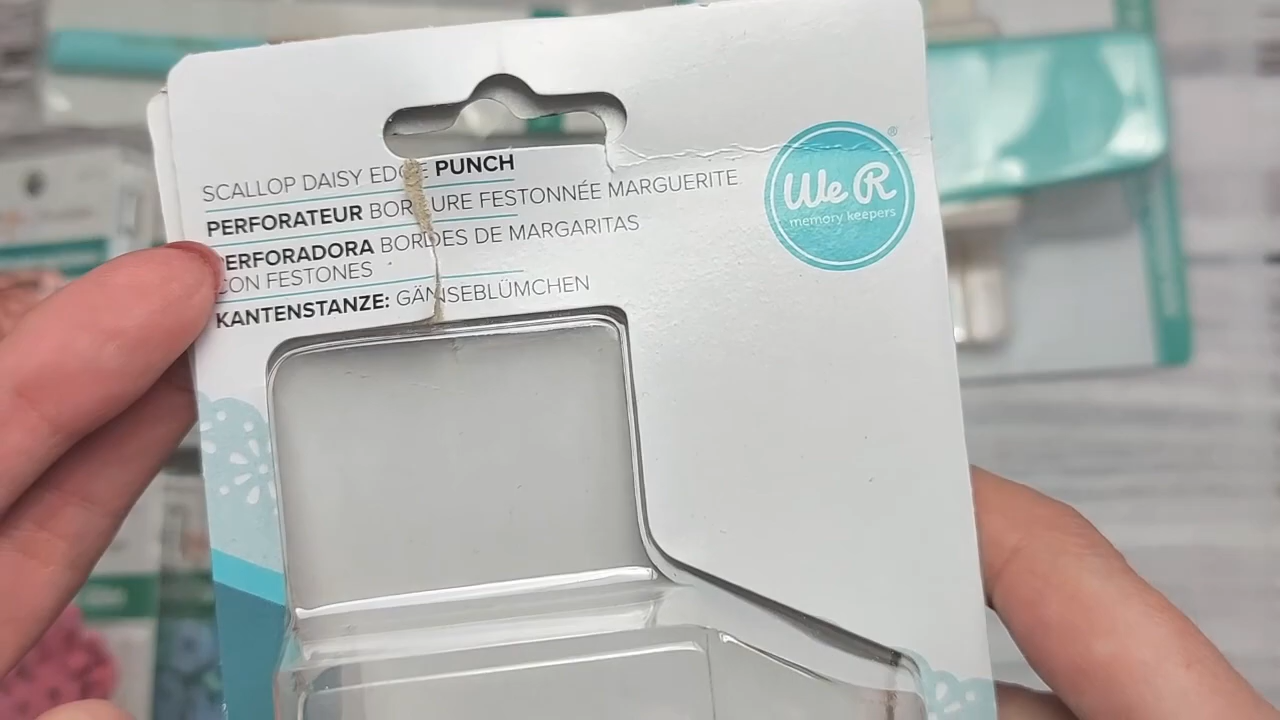 SCALLOP DAISY EDGE PUNCH
PERFORATEUR BORDURE FESTONNÉE MARGUERITE
PERFORADORA BORDES DE MARGARITAS
CON FESTONES
KANTENSTANZE: GÄNSEBLÜMCHEN
We R®
memory keepers